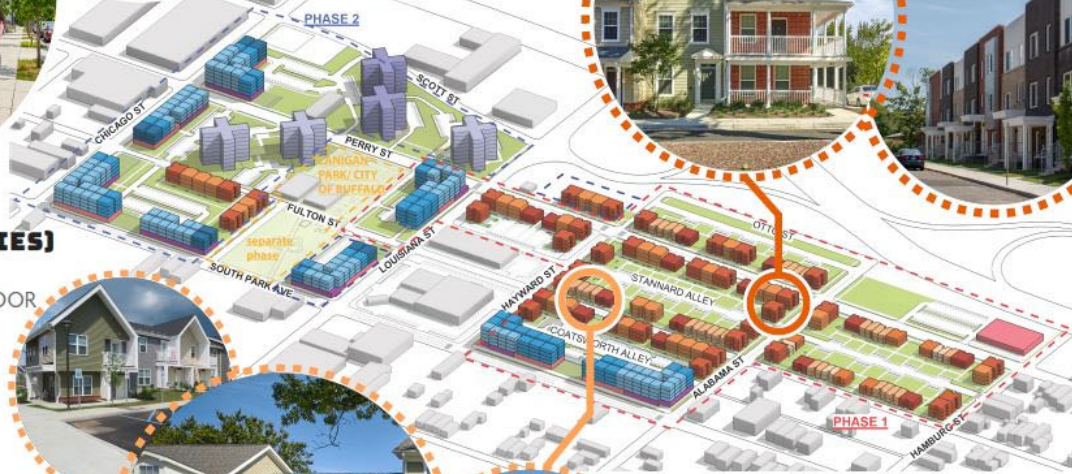 PHASE 2
SCOTT ST
CHICAGO ST
PERRY ST
LANIGAN
PARK/ CITY
OF BUFFALO
FULTON ST
separate
phase
LOUISIANA ST
SOUTH PARK AVE
IES)
OOR
OTTO ST
HAYWARD ST
STANNARD ALLEY
COATSWORTH ALLEY
ALABAMA ST
PHASE 1
HAMBURG ST